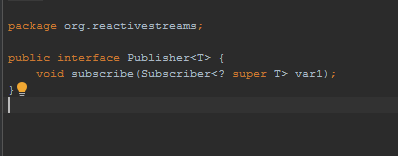 package org.reactivestreams;
public interface Publisher<T> {
    void subscribe(Subscriber<? super T> var1);
}